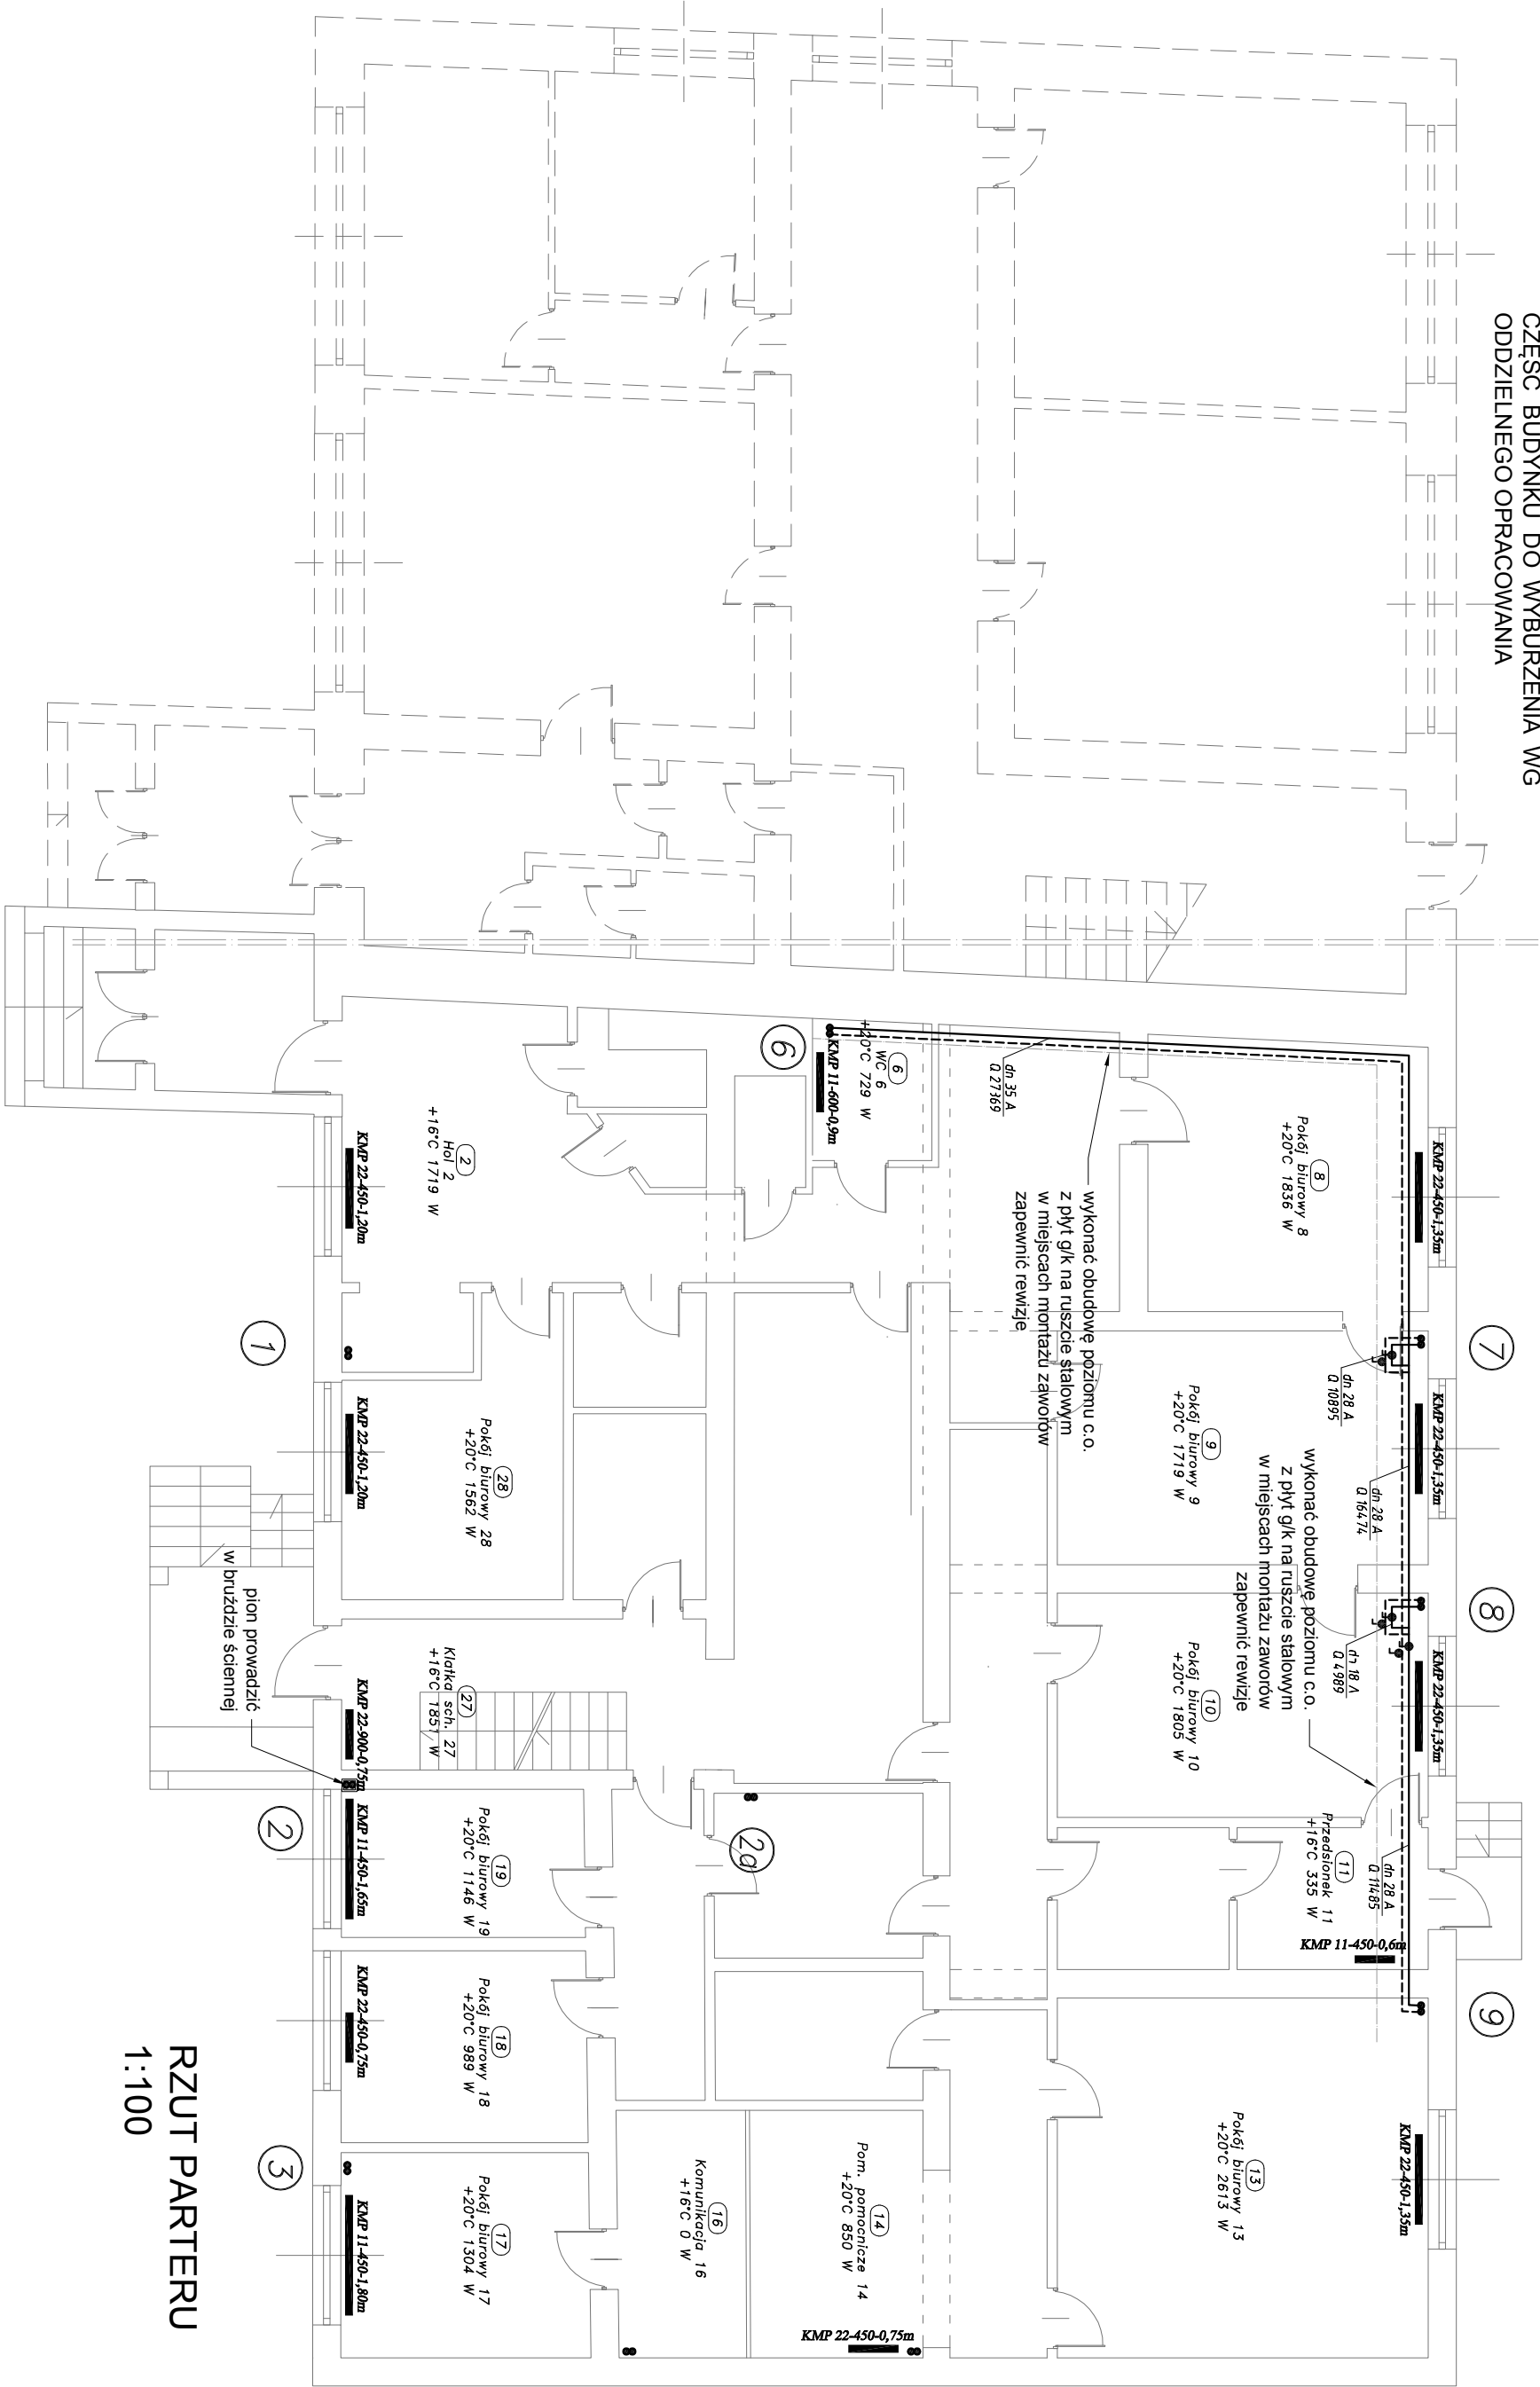 CZĘŚĆ BUDYNKU DO WYBURZENIA WG
ODDZIELNEGO OPRACOWANIA
KMP 22-450-1,35m
8
Pokój biurowy 8
+20°C 1836 W
dn 35 A
Q 27369
6
WC 6
+20°C 729 W
KMP 11-600-0,9m
6
2
Hol 2
+16°C 1719 W
KMP 22-450-1,20m
wykonać obudowę poziomu c.o.
z płyt g/k na ruszcie stalowym
w miejscach montażu zaworów
zapewnić rewizje
7
dn 28 A
Q 10895
KMP 22-450-1,35m
dn 28 A
Q 16474
9
Pokój biurowy 9
+20°C 1719 W
1
KMP 22-450-1,20m
28
Pokój biurowy 28
+20°C 1562 W
wykonać obudowę poziomu c.o.
z płyt g/k na ruszcie stalowym
w miejscach montażu zaworów
zapewnić rewizje
8
dn 18 A
Q 4989
KMP 22-450-1,35m
10
Pokój biurowy 10
+20°C 1805 W
27
Klatka sch. 27
+16°C 1851 W
KMP 22-900-0,75m
pion prowadzić
w bruździe ściennej
11
Przedsionek 11
+16°C 335 W
dn 28 A
Q 11485
KMP 11-450-0,6m
9
2a
2
KMP 11-450-1,65m
19
Pokój biurowy 19
+20°C 1146 W
18
Pokój biurowy 18
+20°C 989 W
KMP 22-450-0,75m
3
KMP 22-450-1,35m
13
Pokój biurowy 13
+20°C 2613 W
14
Pom. pomocnicze 14
+20°C 850 W
KMP 22-450-0,75m
16
Komunikacja 16
+16°C 0 W
17
Pokój biurowy 17
+20°C 1304 W
KMP 11-450-1,80m
RZUT PARTERU
1:100